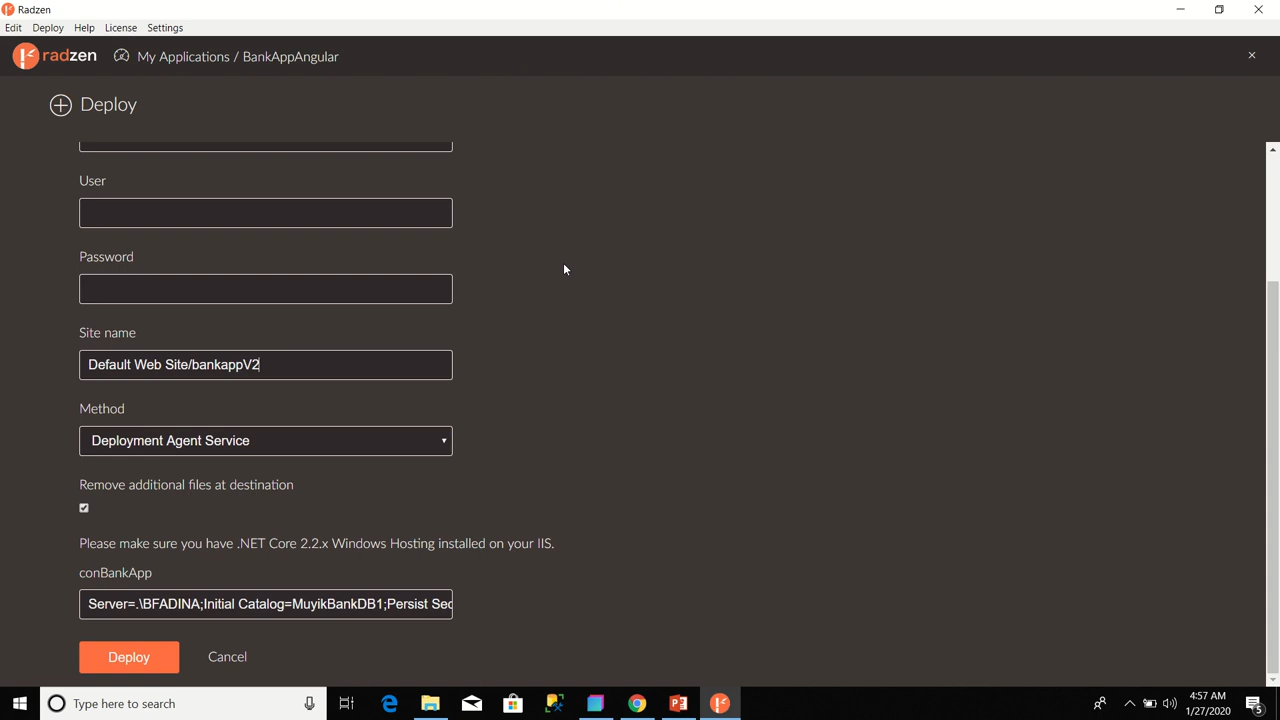 Radzen
Edit Deploy Help License Settings
radzen My Applications / BankAppAngular
Deploy
User
Password
Site name
Default Web Site/bankappV2
Method
Deployment Agent Service
Remove additional files at destination
Please make sure you have .NET Core 2.2.x Windows Hosting installed on your IIS.
conBankApp
Server=.\BFADINA;Initial Catalog=MuyikBankDB1;Persist Sec
Deploy Cancel
Type here to search
4:57 AM
1/27/2020
5